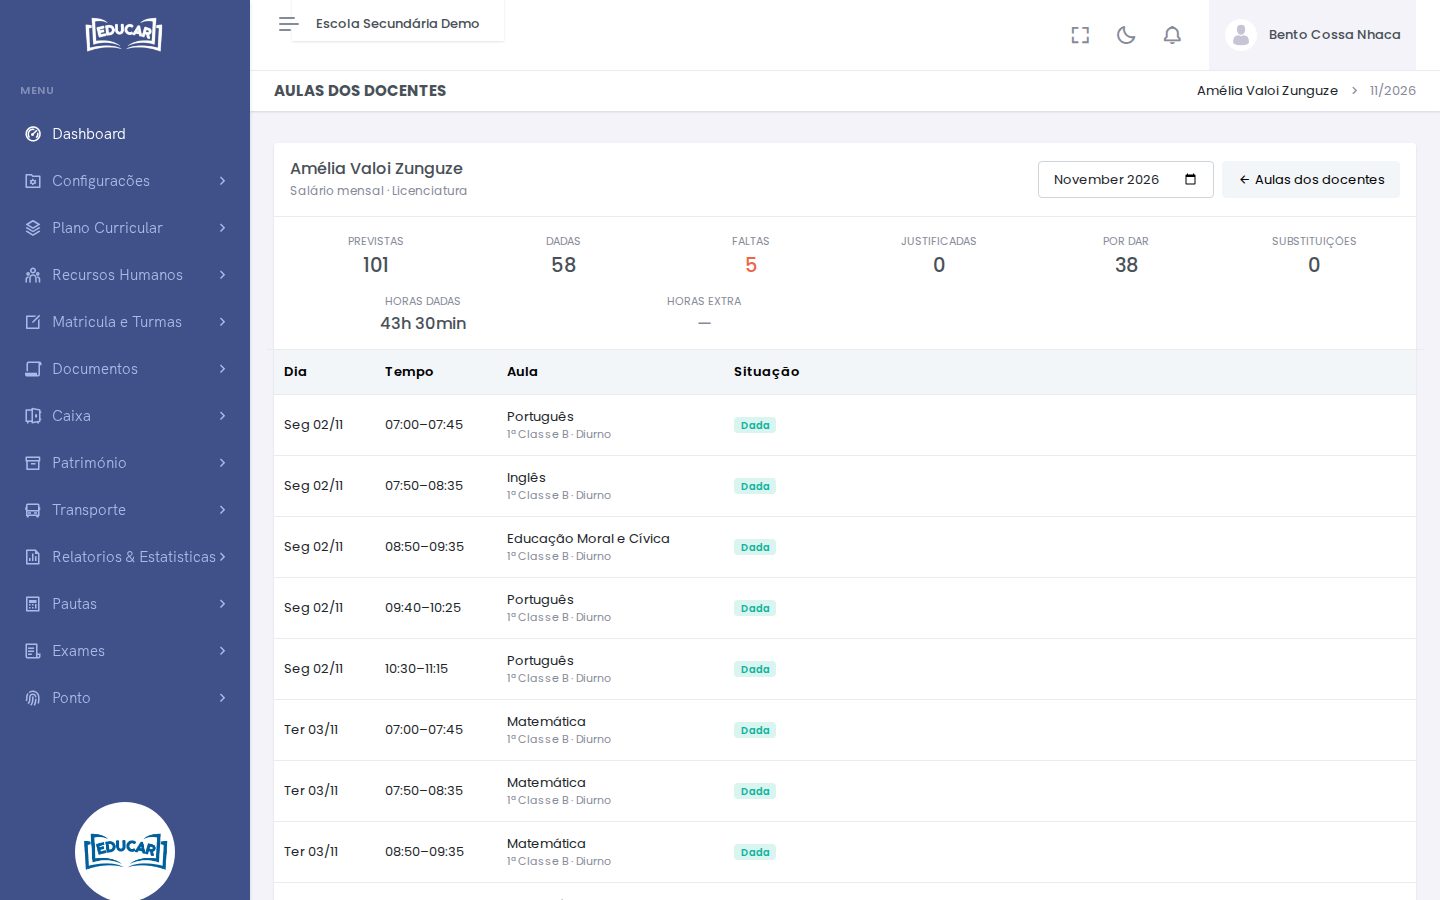 EDUCAR
Escola Secundária Demo
Bento Cossa Nhaca
MENU
Dashboard
Configuracões
Plano Curricular
Recursos Humanos
Matricula e Turmas
Documentos
Caixa
Património
Transporte
Relatorios & Estatisticas
Pautas
Exames
Ponto
EDUCAR
AULAS DOS DOCENTES
Amélia Valoi Zunguze > 11/2026
Amélia Valoi Zunguze
Salário mensal · Licenciatura
November 2026
← Aulas dos docentes
PREVISTAS DADAS FALTAS JUSTIFICADAS POR DAR SUBSTITUIÇÕES
101 58 5 0 38 0
HORAS DADAS HORAS EXTRA
43h 30min —
Dia Tempo Aula Situação
Seg 02/11 07:00–07:45 Português Dada
1ª Classe B · Diurno
Seg 02/11 07:50–08:35 Inglês Dada
1ª Classe B · Diurno
Seg 02/11 08:50–09:35 Educação Moral e Cívica Dada
1ª Classe B · Diurno
Seg 02/11 09:40–10:25 Português Dada
1ª Classe B · Diurno
Seg 02/11 10:30–11:15 Português Dada
1ª Classe B · Diurno
Ter 03/11 07:00–07:45 Matemática Dada
1ª Classe B · Diurno
Ter 03/11 07:50–08:35 Matemática Dada
1ª Classe B · Diurno
Ter 03/11 08:50–09:35 Matemática Dada
1ª Classe B · Diurno